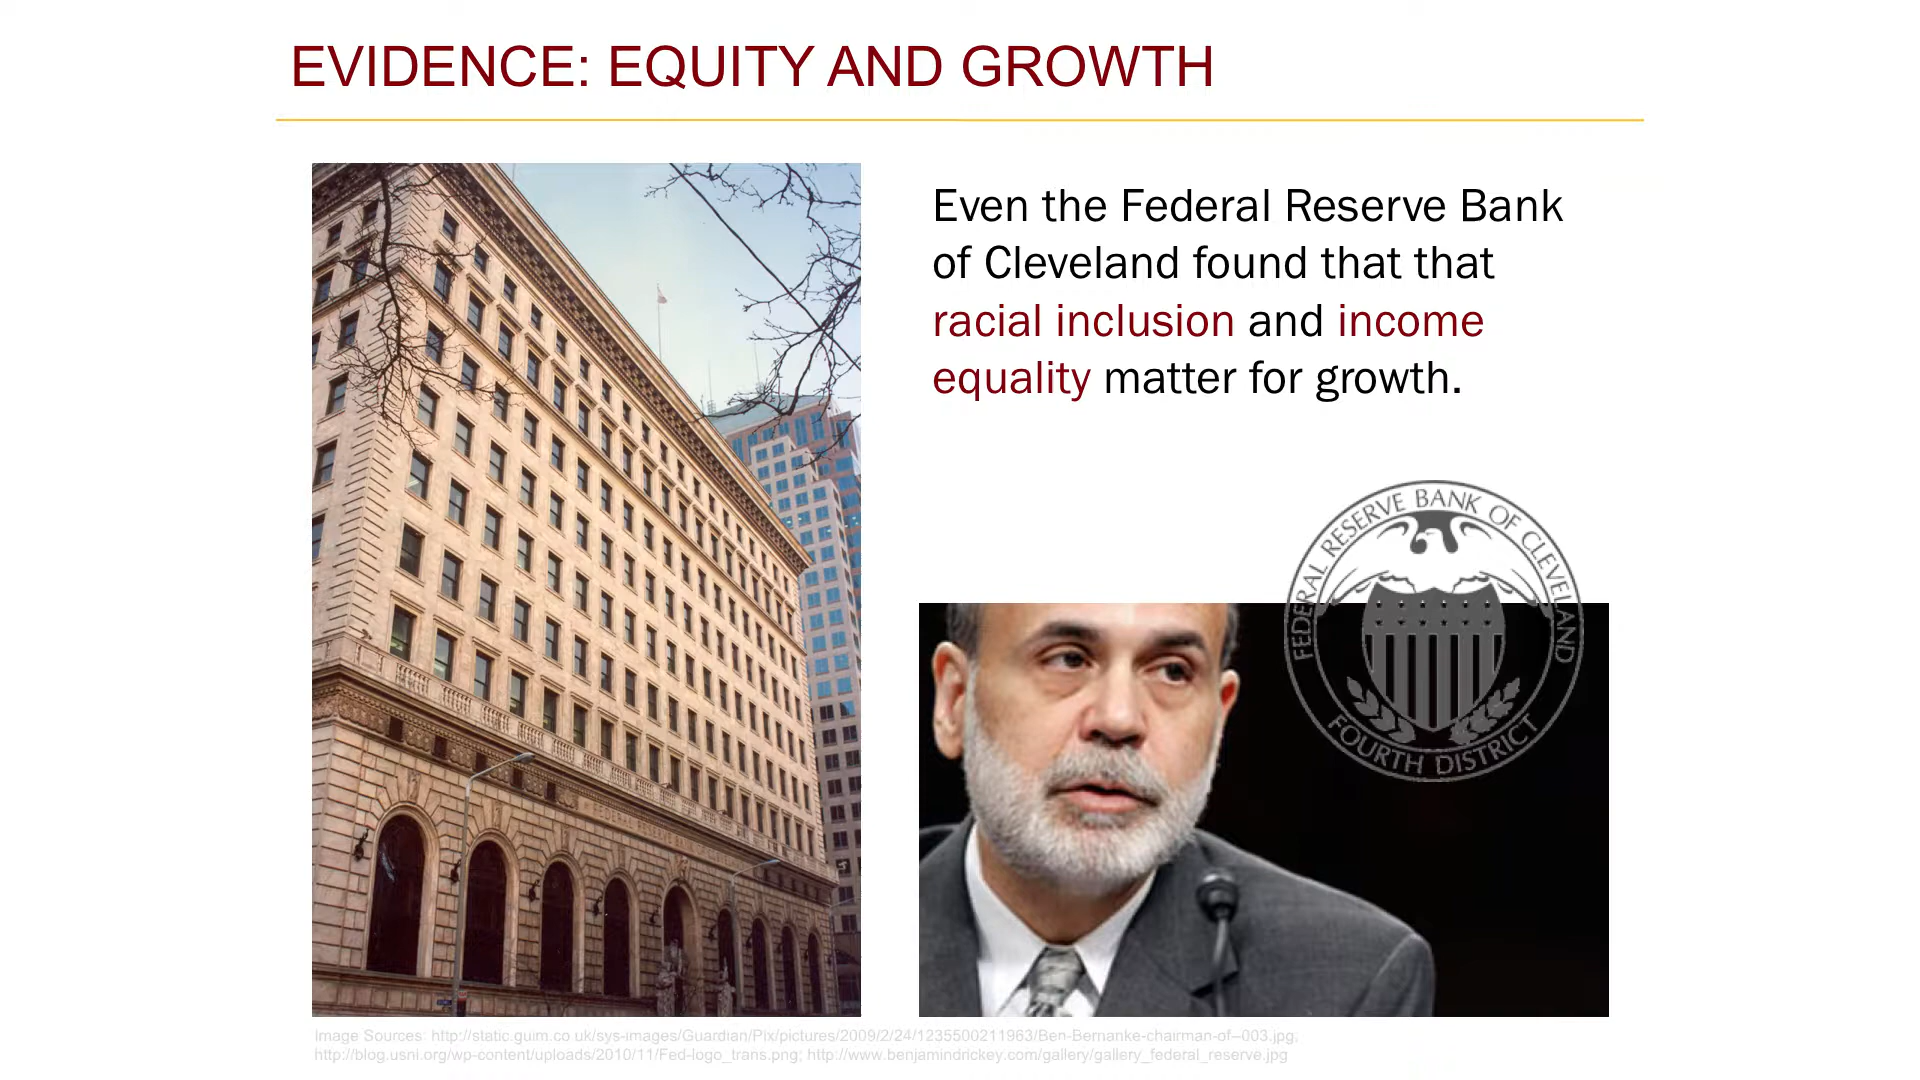 EVIDENCE: EQUITY AND GROWTH
Even the Federal Reserve Bank
of Cleveland found that that
racial inclusion and income
equality matter for growth.
FEDERAL RESERVE BANK OF CLEVELAND
FOURTH DISTRICT
FEDERAL RESERVE BANK
Image Sources: http://static.guim.co.uk/sys-images/Guardian/Pix/pictures/2009/2/24/1235500211963/Ben-Bernanke-chairman-of--003.jpg;
http://blog.usni.org/wp-content/uploads/2010/11/Fed-logo_trans.png; http://www.benjamindrickey.com/gallery/gallery_federal_reserve.jpg